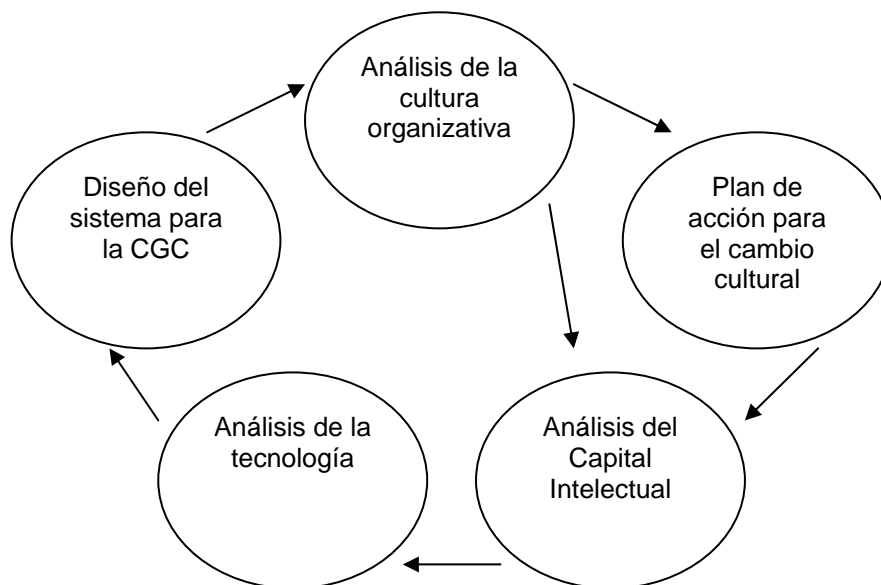 Análisis de la
cultura
organizativa
Diseño del
sistema para
la CGC
Plan de
acción para
el cambio
cultural
Análisis de la
tecnología
Análisis del
Capital
Intelectual